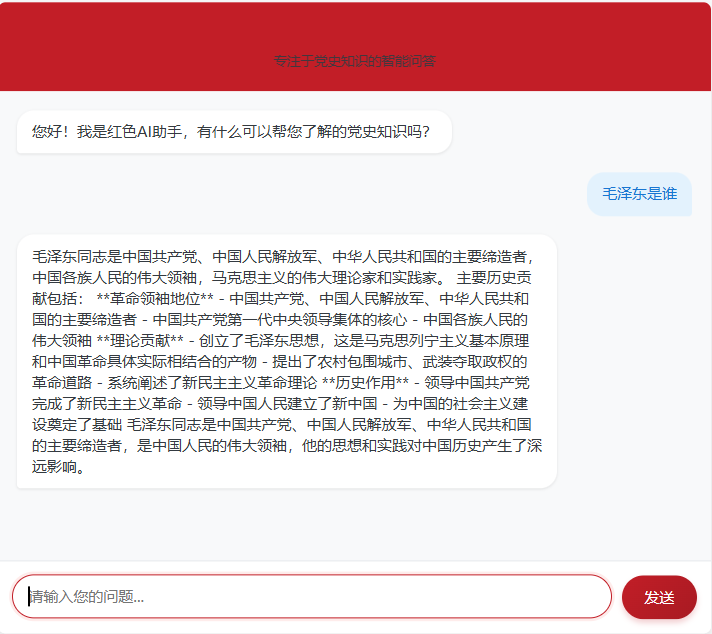 专注于党史知识的智能问答
您好！我是红色AI助手，有什么可以帮您了解的党史知识吗？
毛泽东是谁
毛泽东同志是中国共产党、中国人民解放军、中华人民共和国的主要缔造者，
中国各族人民的伟大领袖，马克思主义的伟大理论家和实践家。 主要历史贡
献包括： **革命领袖地位** - 中国共产党、中国人民解放军、中华人民共和
国的主要缔造者 - 中国共产党第一代中央领导集体的核心 - 中国各族人民的
伟大领袖 **理论贡献** - 创立了毛泽东思想，这是马克思列宁主义基本原理
和中国革命具体实际相结合的产物 - 提出了农村包围城市、武装夺取政权的
革命道路 - 系统阐述了新民主主义革命理论 **历史作用** - 领导中国共产党
完成了新民主主义革命 - 领导中国人民建立了新中国 - 为中国的社会主义建
设奠定了基础 毛泽东同志是中国共产党、中国人民解放军、中华人民共和国
的主要缔造者，是中国人民的伟大领袖，他的思想和实践对中国历史产生了深
远影响。
请输入您的问题...
发送